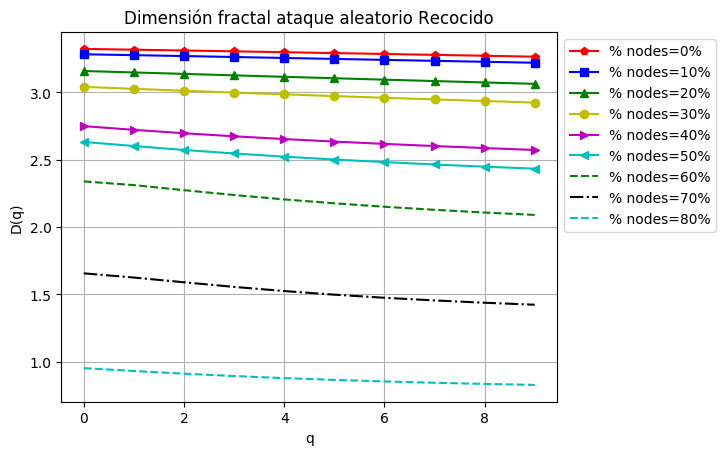 Dimensión fractal ataque aleatorio Recocido
D(q)
3.0
2.5
2.0
1.5
1.0
0 2 4 6 8
q
% nodes=0%
% nodes=10%
% nodes=20%
% nodes=30%
% nodes=40%
% nodes=50%
% nodes=60%
% nodes=70%
% nodes=80%